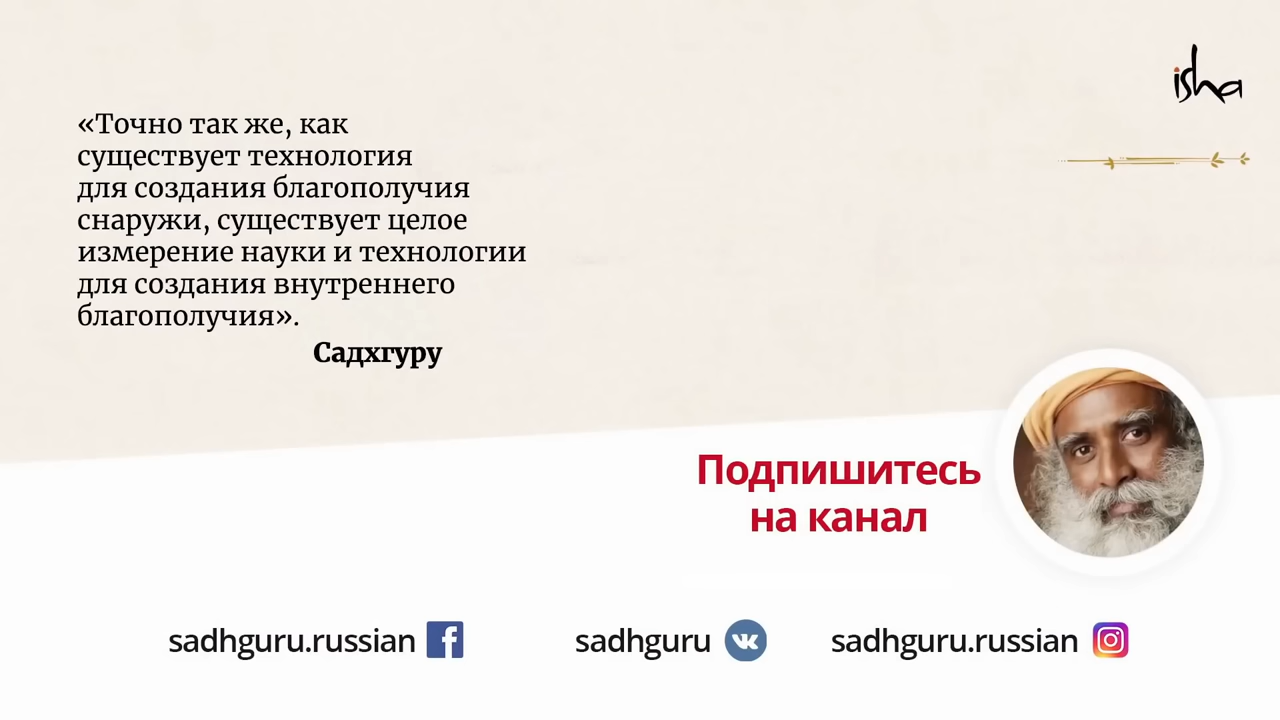 isha
«Точно так же, как
существует технология
для создания благополучия
снаружи, существует целое
измерение науки и технологии
для создания внутреннего
благополучия».
Садхгуру
Подпишитесь
на канал
sadhguru.russian
sadhguru
sadhguru.russian